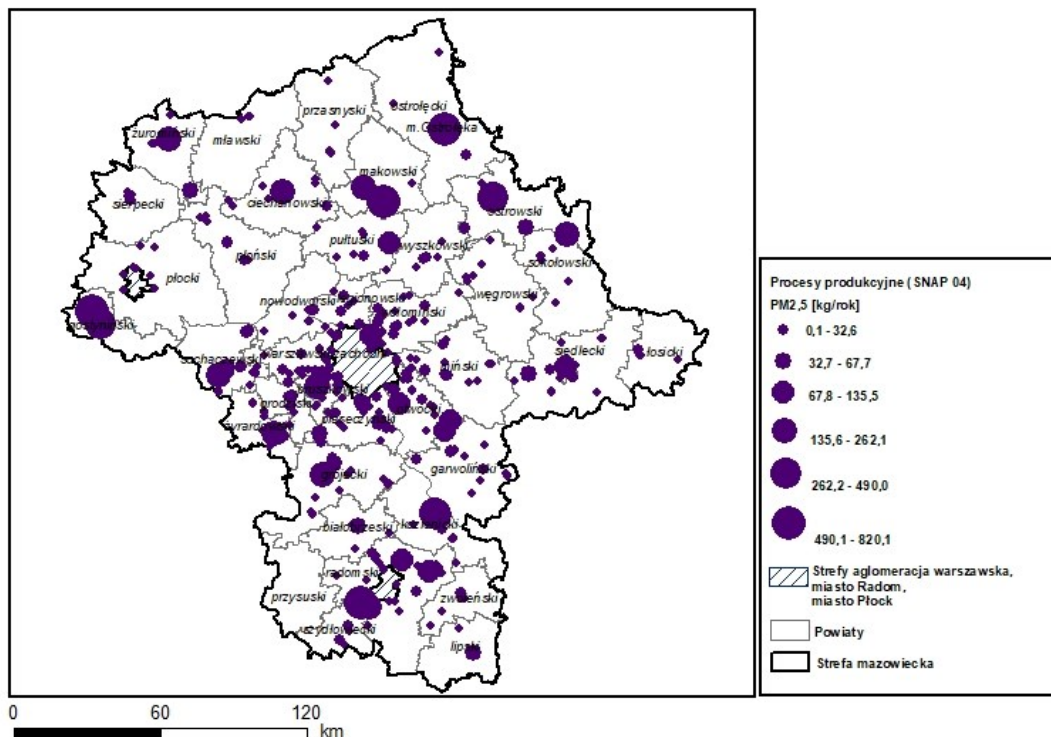 ostrołęcki
przasnyski
m.Ostrołęka
żuromiński
mławski
makowski
sierpecki
ciechanowski
ostrowski
pułtuski
wyszkowski
płoński
sokołowski
płocki
węgrowski
nowodworski
legionowski
wołomiński
gostyniński
warszawski zachodni
sochaczewski
siedlecki
łosicki
miński
pruszkowski
grodziski
otwocki
piaseczyński
żyrardowski
garwoliński
grójecki
białobrzeski
kozienicki
radomski
przysuski
zwoleński
szydłowiecki
lipski
0
60
120
km
Procesy produkcyjne (SNAP 04)
PM2,5 [kg/rok]
0,1 - 32,6
32,7 - 67,7
67,8 - 135,5
135,6 - 262,1
262,2 - 490,0
490,1 - 820,1
Strefy aglomeracja warszawska,
miasto Radom,
miasto Płock
Powiaty
Strefa mazowiecka